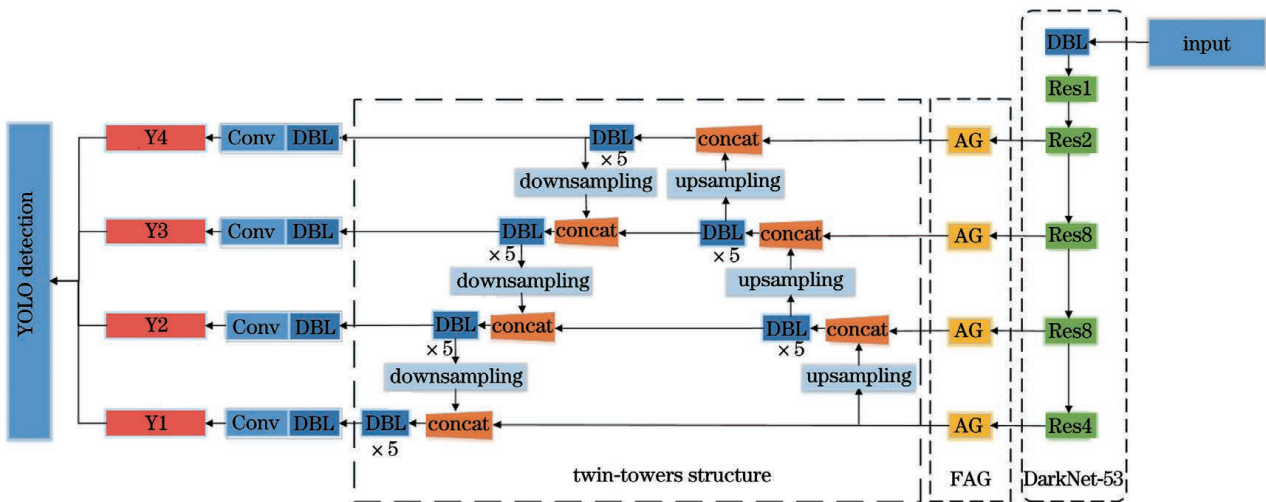 DBL
input
Res1
YOLO detection
Y4
Conv
DBL
DBL
×5
concat
AG
Res2
downsampling
upsampling
Y3
Conv
DBL
DBL
×5
concat
DBL
×5
concat
AG
Res8
downsampling
upsampling
Y2
Conv
DBL
DBL
×5
concat
DBL
×5
concat
AG
Res8
downsampling
upsampling
Y1
Conv
DBL
DBL
×5
concat
AG
Res4
twin-towers structure
FAG
DarkNet-53